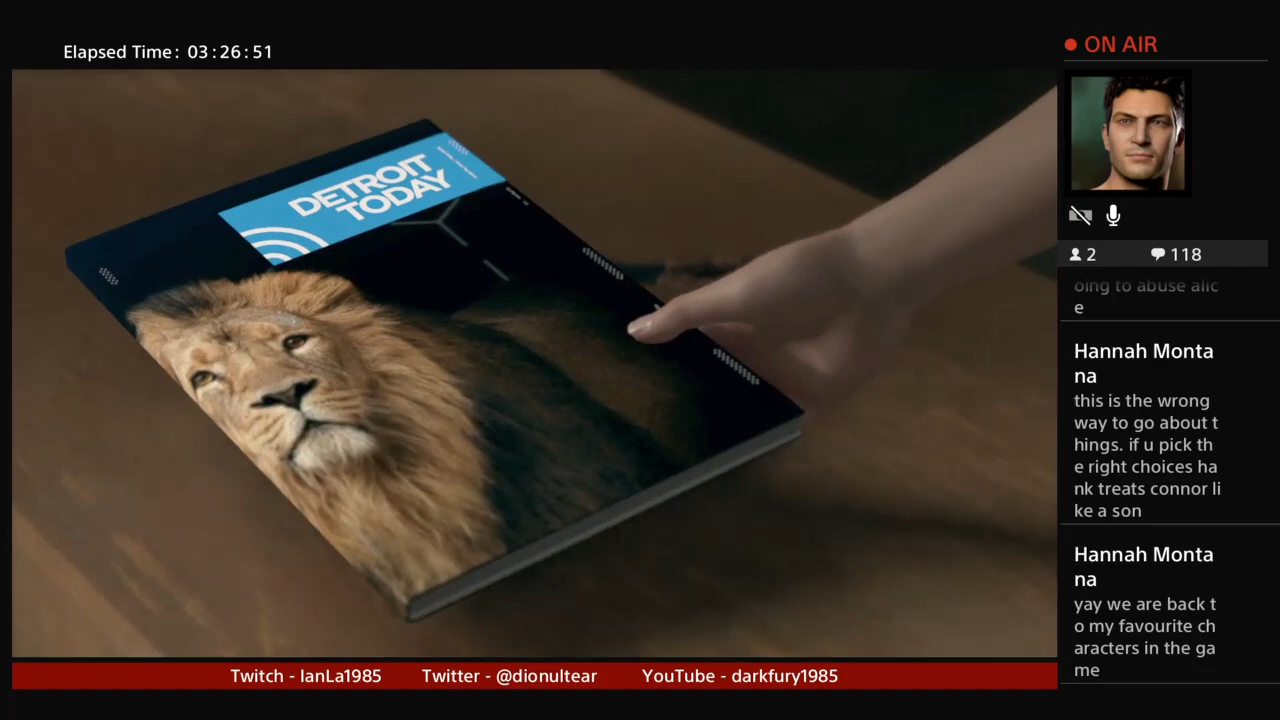 Elapsed Time: 03:26:51
ON AIR
DETROIT
TODAY
2
118
oing to abuse alic
e
Hannah Monta
na
this is the wrong
way to go about t
hings. if u pick th
e right choices ha
nk treats connor li
ke a son
Hannah Monta
na
yay we are back t
o my favourite ch
aracters in the ga
me
Twitch - IanLa1985 Twitter - @dionultear YouTube - darkfury1985